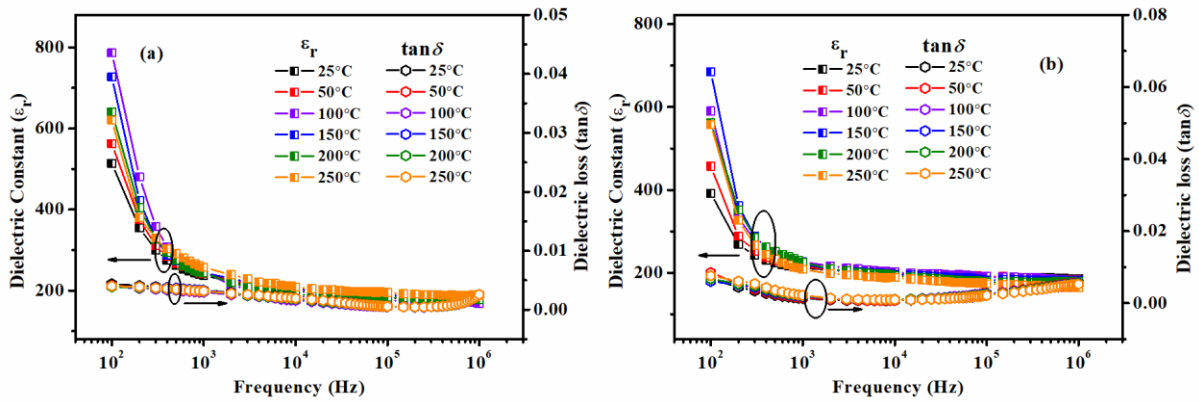 (a)
Dielectric Constant (εr)
800
600
400
200
εr tanδ
25°C 25°C
50°C 50°C
100°C 100°C
150°C 150°C
200°C 200°C
250°C 250°C
0.05
0.04
0.03
0.02
0.01
0.00
Dielectric loss (tanδ)
10² 10³ 10⁴ 10⁵ 10⁶
Frequency (Hz)
(b)
Dielectric Constant (εr)
800
600
400
200
εr tanδ
25°C 25°C
50°C 50°C
100°C 100°C
150°C 150°C
200°C 200°C
250°C 250°C
0.08
0.06
0.04
0.02
0.00
Dielectric loss (tanδ)
10² 10³ 10⁴ 10⁵ 10⁶
Frequency (Hz)